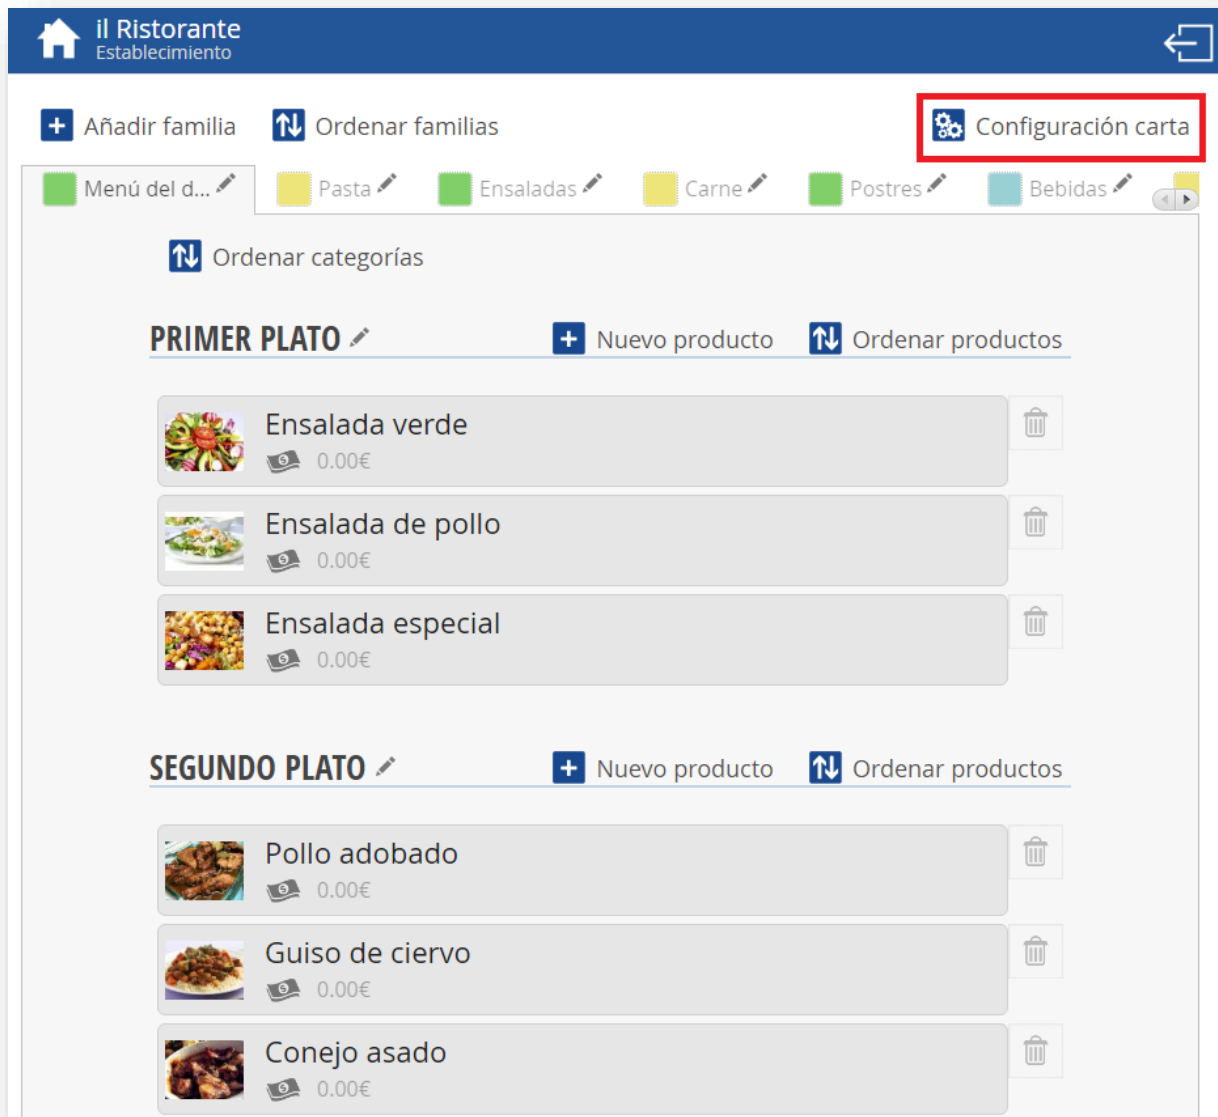 il Ristorante
Establecimiento
Añadir familia
Ordenar familias
Configuración carta
Menú del d...
Pasta
Ensaladas
Carne
Postres
Bebidas
Ordenar categorías
PRIMER PLATO
Nuevo producto
Ordenar productos
Ensalada verde
0.00€
Ensalada de pollo
0.00€
Ensalada especial
0.00€
SEGUNDO PLATO
Nuevo producto
Ordenar productos
Pollo adobado
0.00€
Guiso de ciervo
0.00€
Conejo asado
0.00€